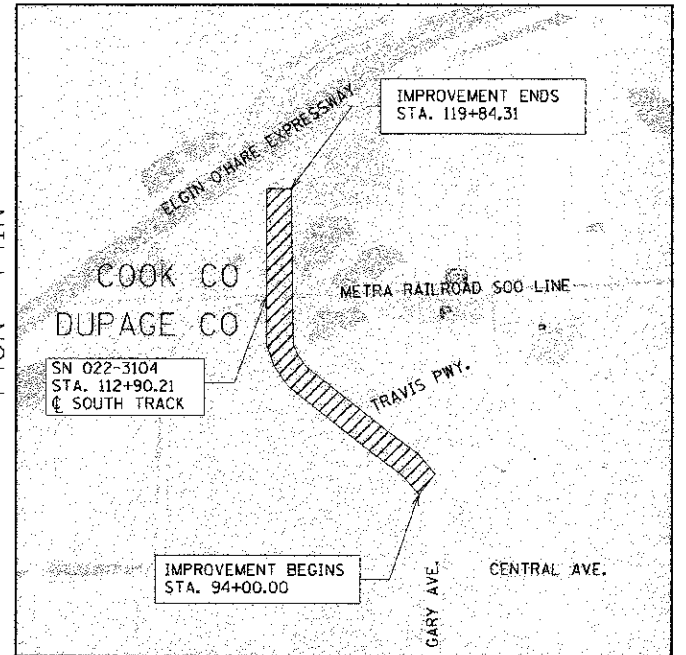 IMPROVEMENT ENDS
STA. 119+84.31
ELGIN O'HARE EXPRESSWAY
COOK CO
METRA RAILROAD SOO LINE
DUPAGE CO
SN 022-3104
STA. 112+90.21
℄ SOUTH TRACK
TRAVIS PWY.
IMPROVEMENT BEGINS
STA. 94+00.00
GARY AVE.
CENTRAL AVE.